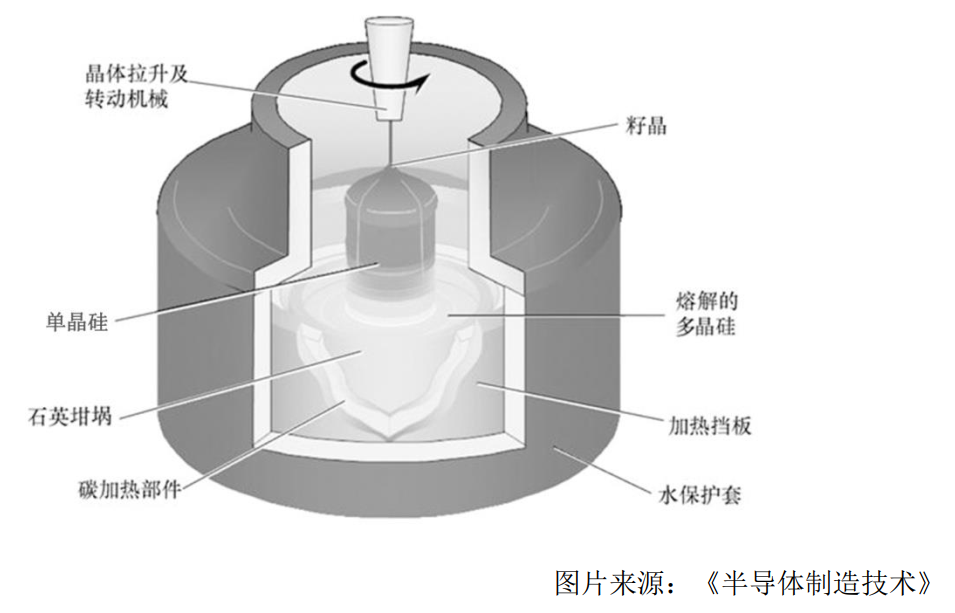 晶体拉升及
转动机械
籽晶
单晶硅
熔解的
多晶硅
石英坩埚
加热挡板
碳加热部件
水保护套
图片来源：《半导体制造技术》